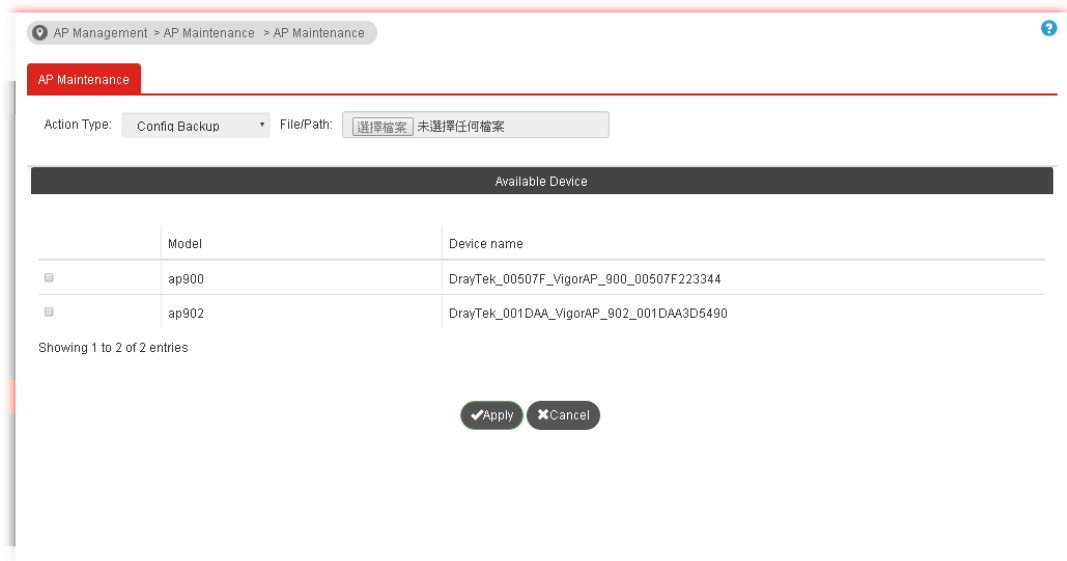 AP Management > AP Maintenance > AP Maintenance ?
AP Maintenance
Action Type: Config Backup File/Path: 選擇檔案 未選擇任何檔案
Available Device
Model Device name
ap900 DrayTek_00507F_VigorAP_900_00507F223344
ap902 DrayTek_001DAA_VigorAP_902_001DAA3D5490
Showing 1 to 2 of 2 entries
Apply Cancel